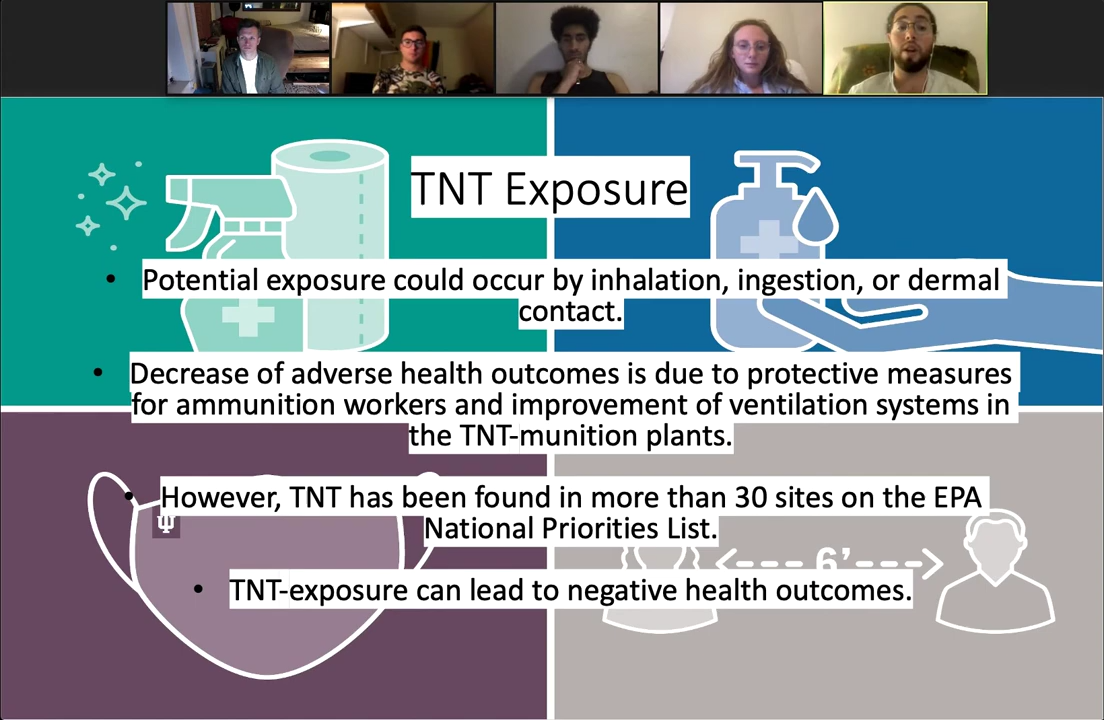 TNT Exposure
• Potential exposure could occur by inhalation, ingestion, or dermal
contact.
• Decrease of adverse health outcomes is due to protective measures
for ammunition workers and improvement of ventilation systems in
the TNT-munition plants.
• However, TNT has been found in more than 30 sites on the EPA
National Priorities List.
6’
• TNT-exposure can lead to negative health outcomes.